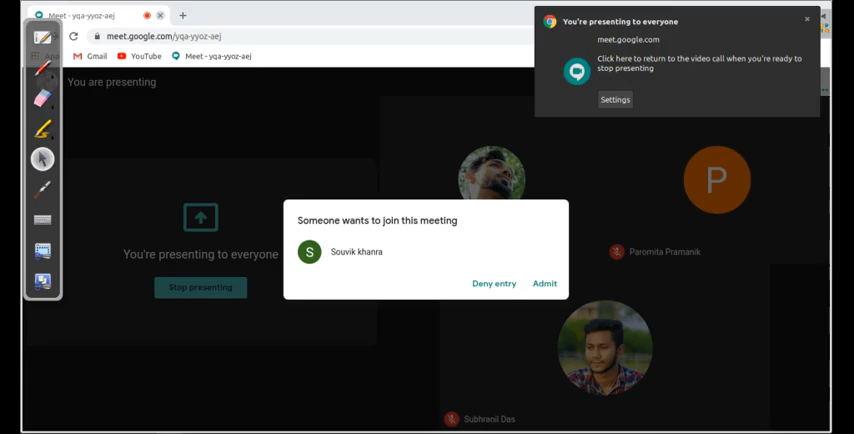 Meet - yqa-yyoz-aej
meet.google.com/yqa-yyoz-aej
Gmail
YouTube
Meet - yqa-yyoz-aej
You're presenting to everyone
meet.google.com
Click here to return to the video call when you're ready to
stop presenting
Settings
You are presenting
You're presenting to everyone
Stop presenting
Someone wants to join this meeting
S
Souvik khanra
Deny entry
Admit
P
Paromita Pramanik
Subhranil Das